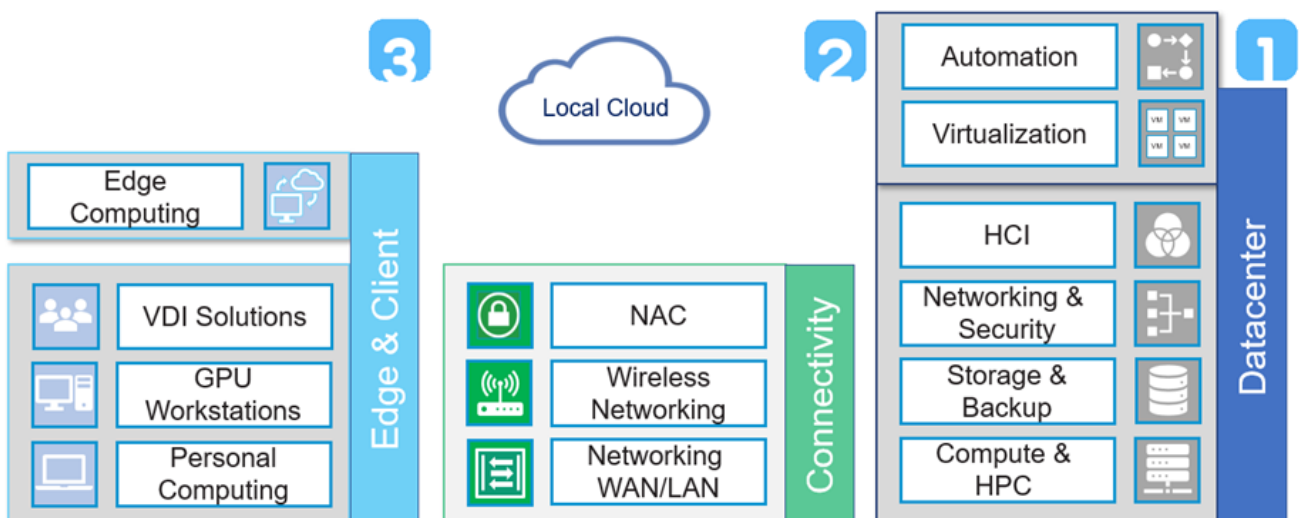 3
Local Cloud
2
Automation
1
Virtualization
VM VM
VM VM
Edge
Computing
Edge & Client
VDI Solutions
GPU
Workstations
Personal
Computing
NAC
Wireless
Networking
Networking
WAN/LAN
Connectivity
HCI
Networking &
Security
Storage &
Backup
Compute &
HPC
Datacenter